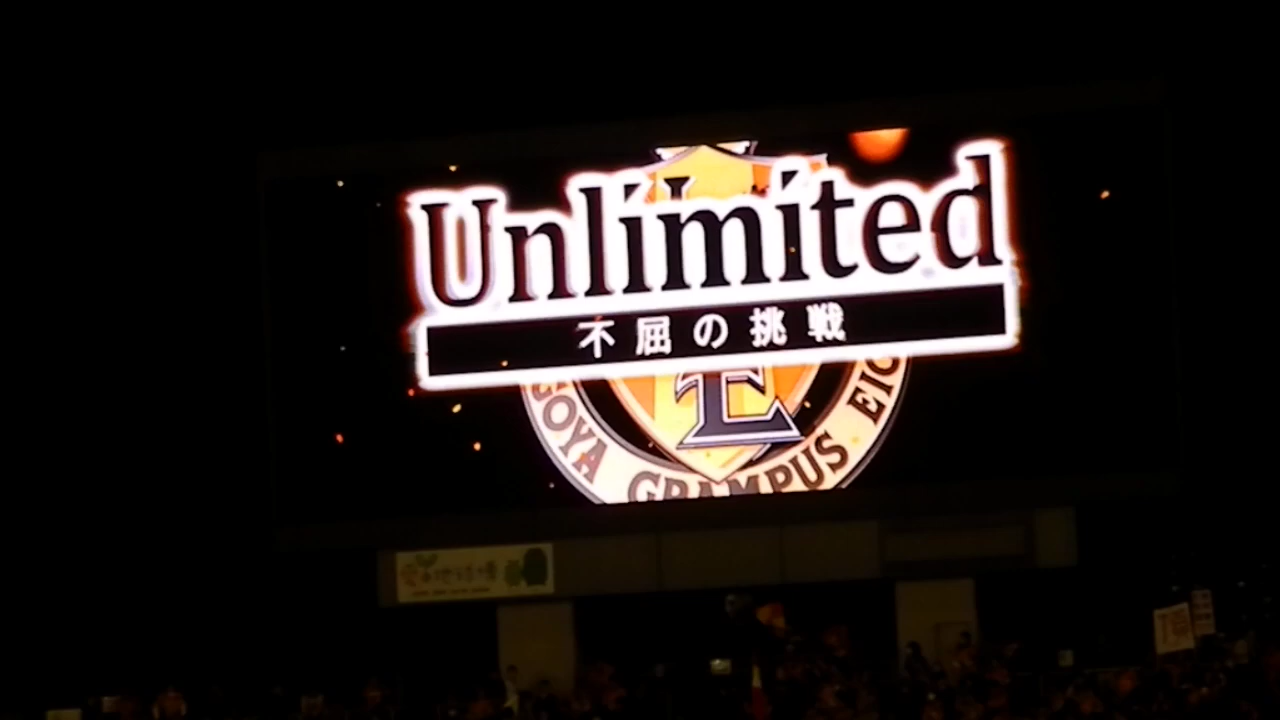 Unlimited
不屈の挑戦
E
GOYA GRAMPUS EIG